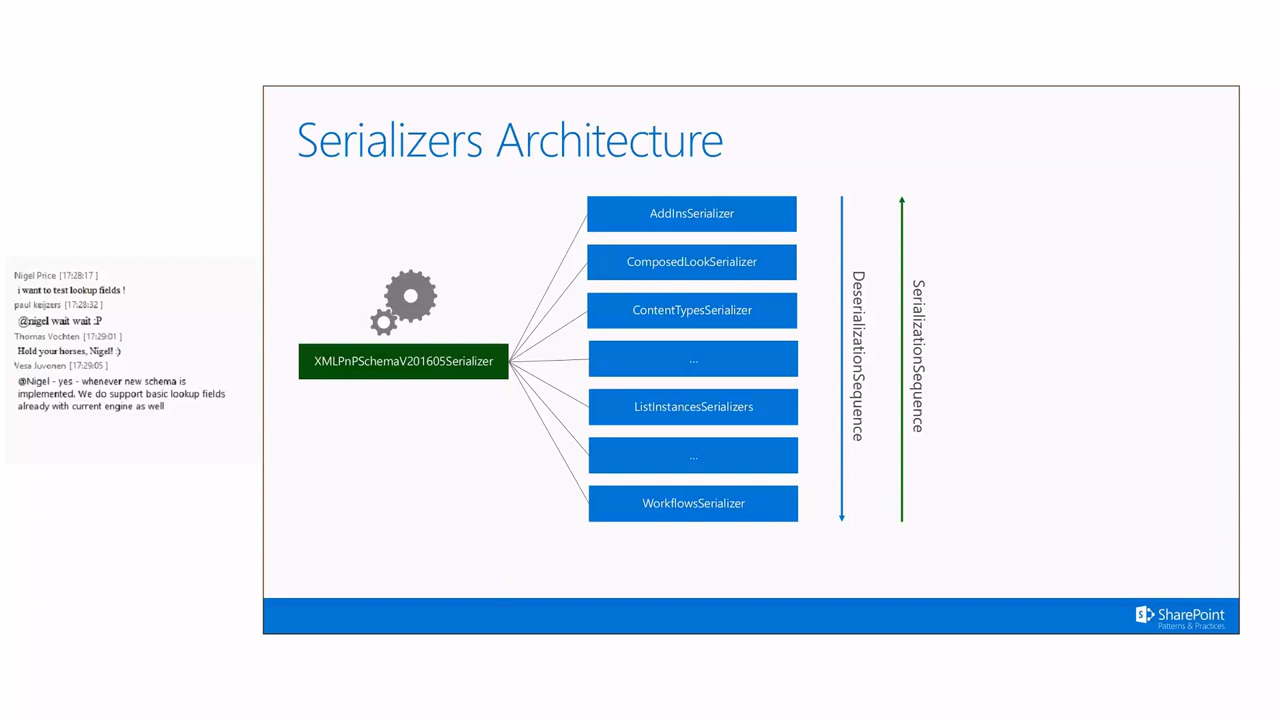 Serializers Architecture
AddInsSerializer
ComposedLookSerializer
ContentTypesSerializer
...
ListInstancesSerializers
...
WorkflowsSerializer
XMLPnPSchemaV201605Serializer
DeserializationSequence
SerializationSequence
Nigel Price [17:28:17 ]
i want to test lookup fields !
paul keijzers [17:28:32 ]
@nigel wait wait :P
Thomas Vochten [17:29:01 ]
Hold your horses, Nigel! :)
Vesa Juvonen [17:29:05 ]
@Nigel - yes - whenever new schema is
implemented. We do support basic lookup fields
already with current engine as well
SharePoint
Patterns & Practices